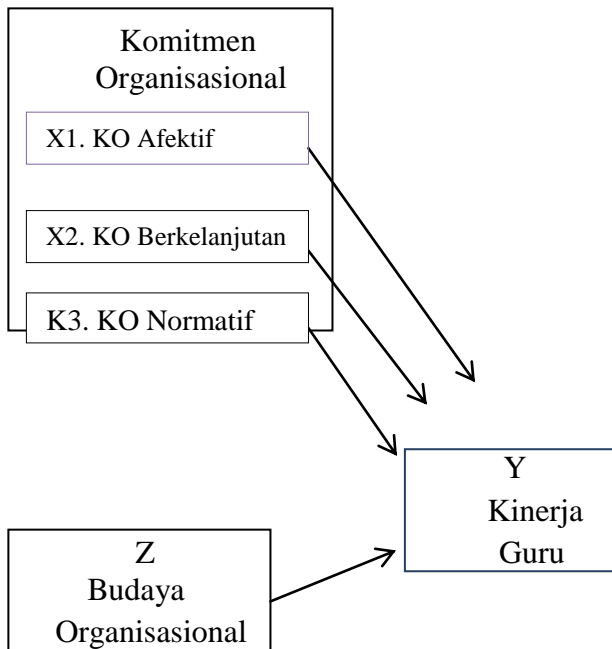 Komitmen
Organisasional
X1. KO Afektif
X2. KO Berkelanjutan
K3. KO Normatif
Y
Kinerja
Guru
Z
Budaya
Organisasional